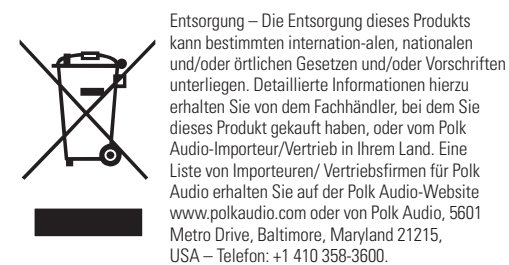 Entsorgung – Die Entsorgung dieses Produkts
kann bestimmten internation-alen, nationalen
und/oder örtlichen Gesetzen und/oder Vorschriften
unterliegen. Detaillierte Informationen hierzu
erhalten Sie von dem Fachhändler, bei dem Sie
dieses Produkt gekauft haben, oder vom Polk
Audio-Importeur/Vertrieb in Ihrem Land. Eine
Liste von Importeuren/ Vertriebsfirmen für Polk
Audio erhalten Sie auf der Polk Audio-Website
www.polkaudio.com oder von Polk Audio, 5601
Metro Drive, Baltimore, Maryland 21215,
USA – Telefon: +1 410 358-3600.